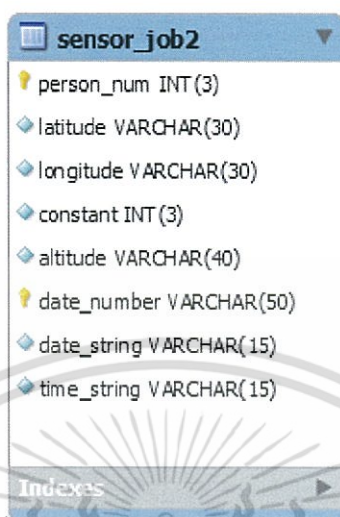 sensor_job2
person_num INT(3)
latitude VARCHAR(30)
longitude VARCHAR(30)
constant INT(3)
altitude VARCHAR(40)
date_number VARCHAR(50)
date_string VARCHAR(15)
time_string VARCHAR(15)
Indexes